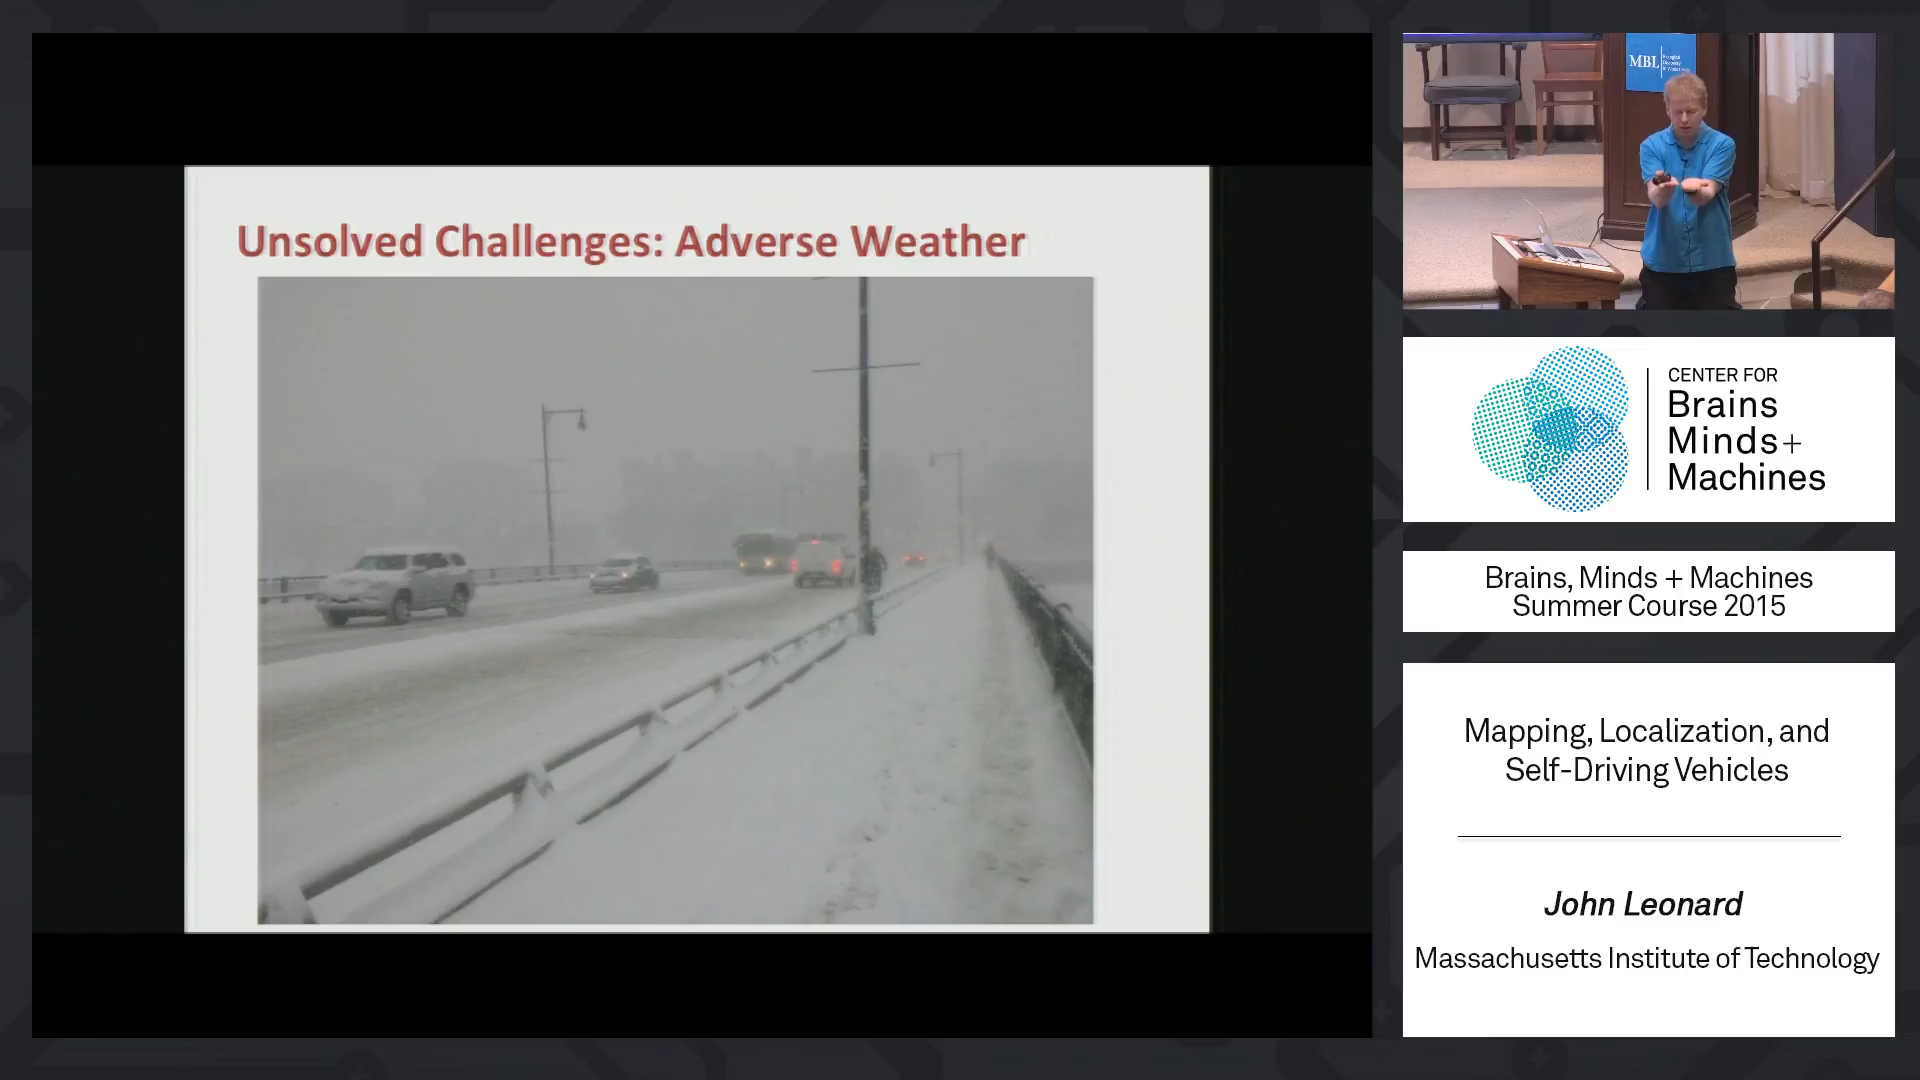 Unsolved Challenges: Adverse Weather
MBL
CENTER FOR
Brains
Minds+
Machines
Brains, Minds + Machines
Summer Course 2015
Mapping, Localization, and
Self-Driving Vehicles
John Leonard
Massachusetts Institute of Technology